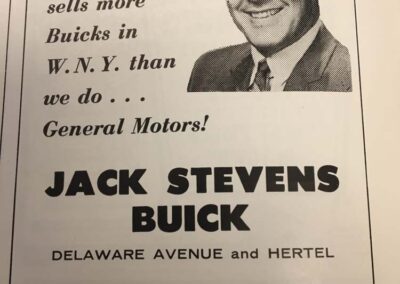 sells more
Buicks in
W.N.Y. than
we do . . .
General Motors!
JACK STEVENS
BUICK
DELAWARE AVENUE and HERTEL